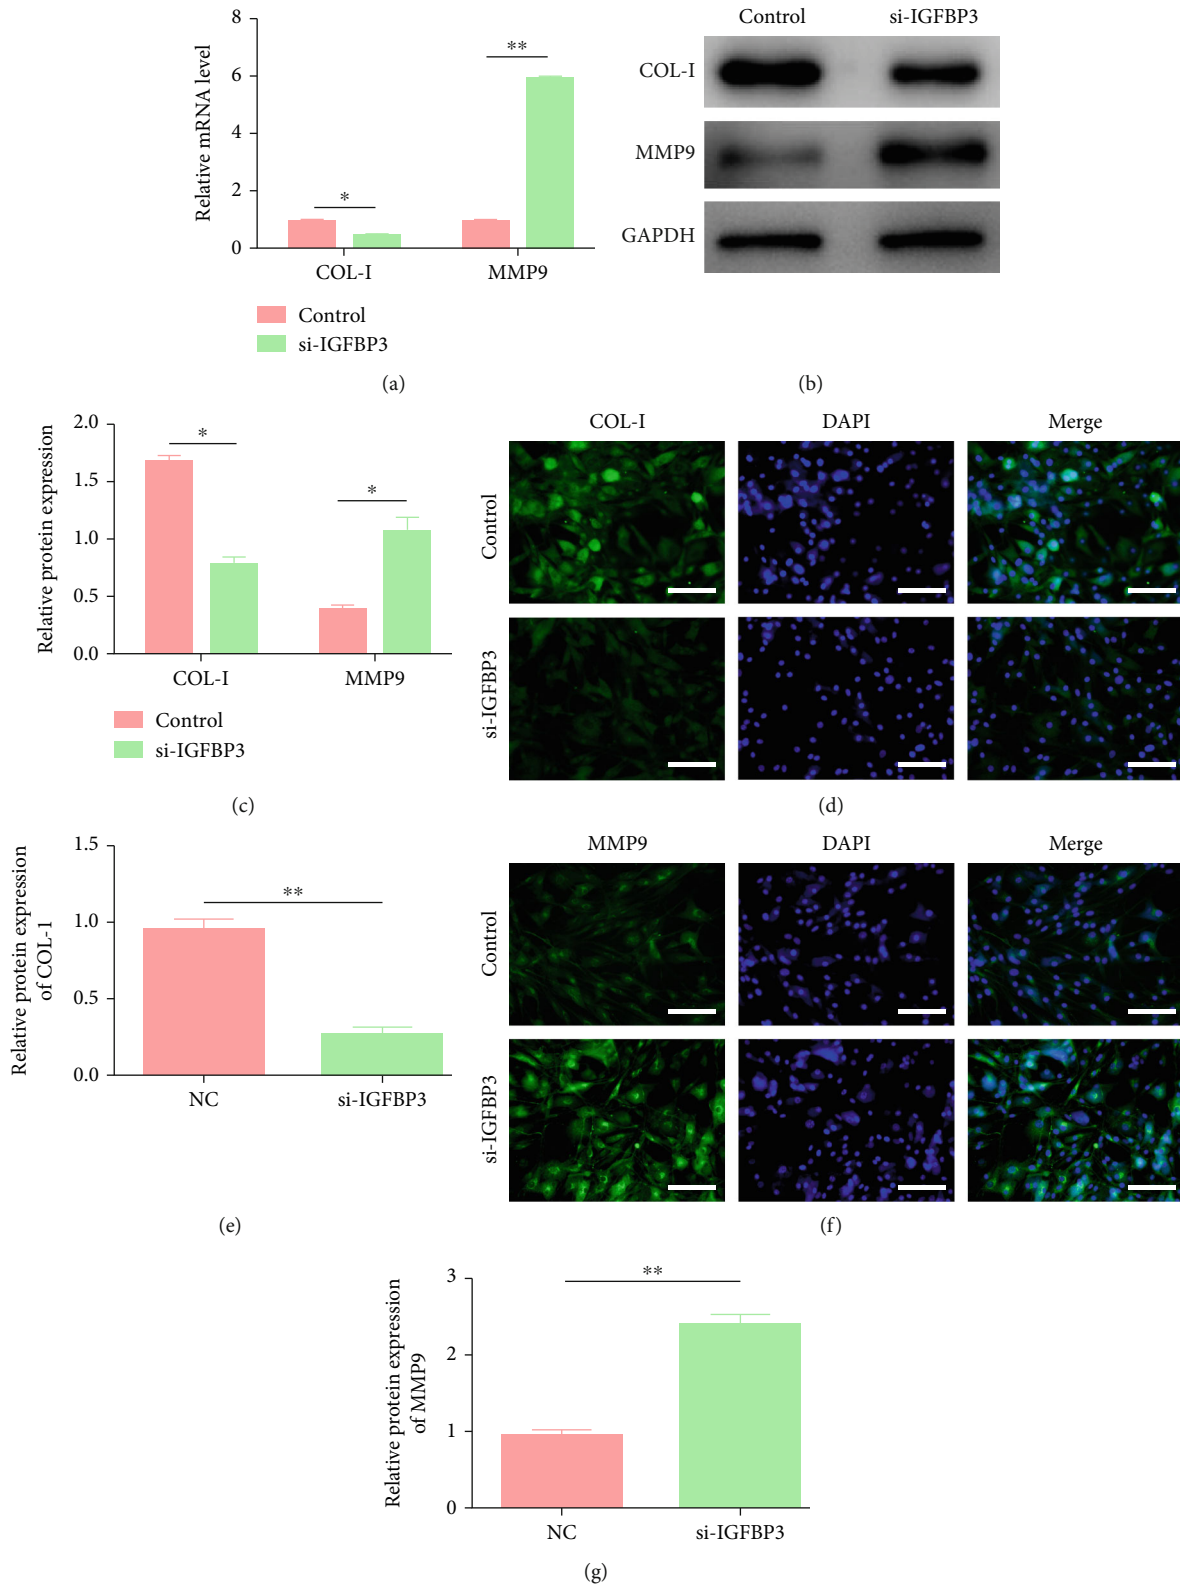 8
6
4
2
0
Relative mRNA level
*
**
COL-I
MMP9
Control
si-IGFBP3
(a)
Control
si-IGFBP3
COL-I
MMP9
GAPDH
(b)
2.0
1.5
1.0
0.5
0.0
Relative protein expression
*
*
COL-I
MMP9
Control
si-IGFBP3
(c)
COL-I
DAPI
Merge
Control
si-IGFBP3
(d)
1.5
1.0
0.5
0.0
Relative protein expression
of COL-1
**
NC
si-IGFBP3
(e)
MMP9
DAPI
Merge
Control
si-IGFBP3
(f)
3
2
1
0
Relative protein expression
of MMP9
**
NC
si-IGFBP3
(g)